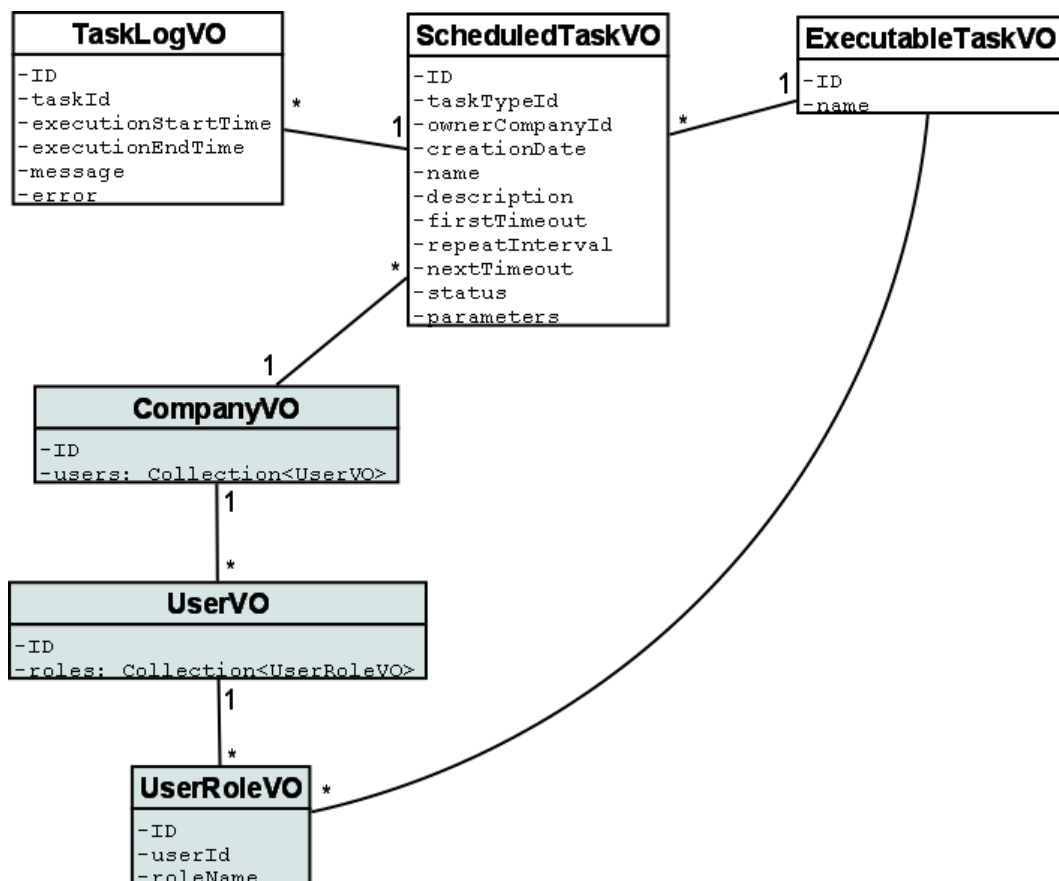 TaskLogVO
-ID
-taskId
-executionStartTime
-executionEndTime
-message
-error
*
1
ScheduledTaskVO
-ID
-taskTypeId
-ownerCompanyId
-creationDate
-name
-description
-firstTimeout
-repeatInterval
-nextTimeout
-status
-parameters
*
1
ExecutableTaskVO
-ID
-name
*
1
CompanyVO
-ID
-users: Collection<UserVO>
1
*
UserVO
-ID
-roles: Collection<UserRoleVO>
1
*
UserRoleVO
*
-ID
-userId
-roleName